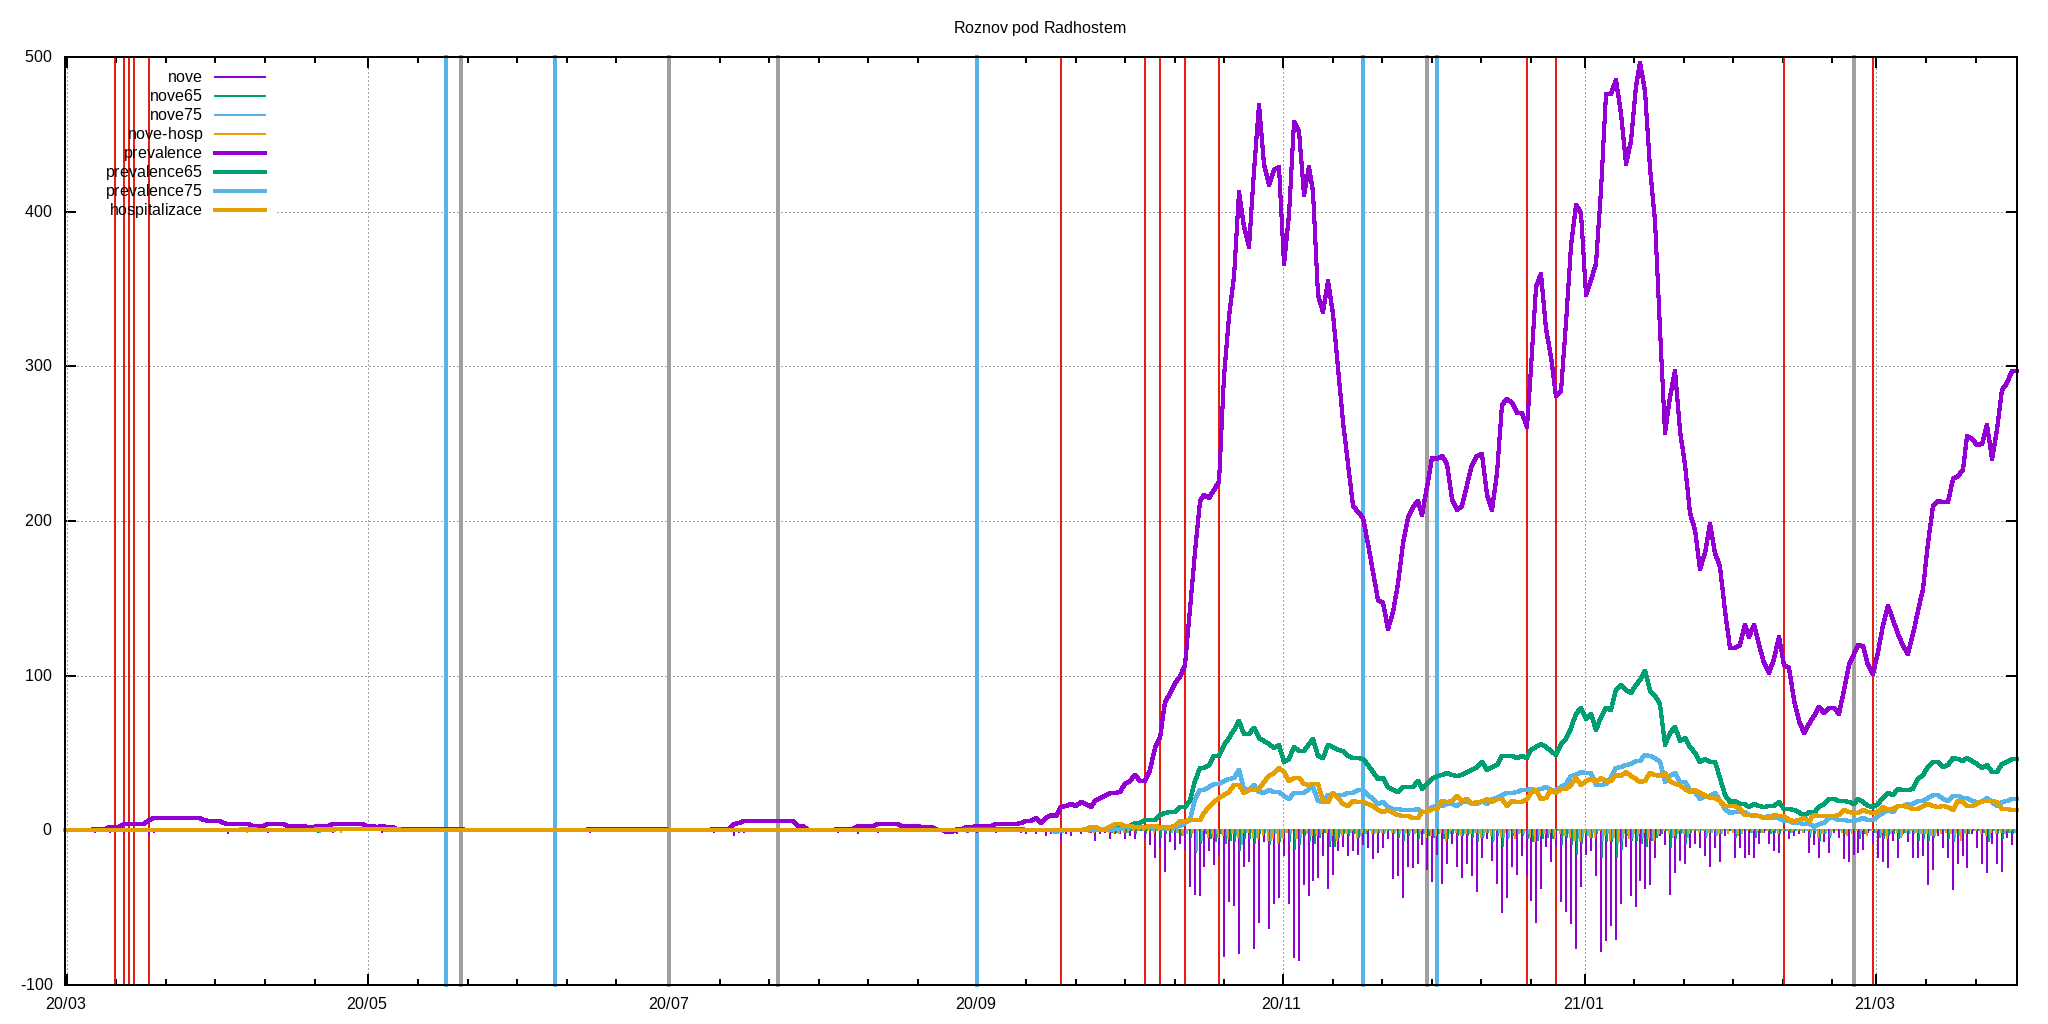 Roznov pod Radhostem
500
400
300
200
100
0
-100
nove
nove65
nove75
nove-hosp
prevalence
prevalence65
prevalence75
hospitalizace
20/03 20/05 20/07 20/09 20/11 21/01 21/03